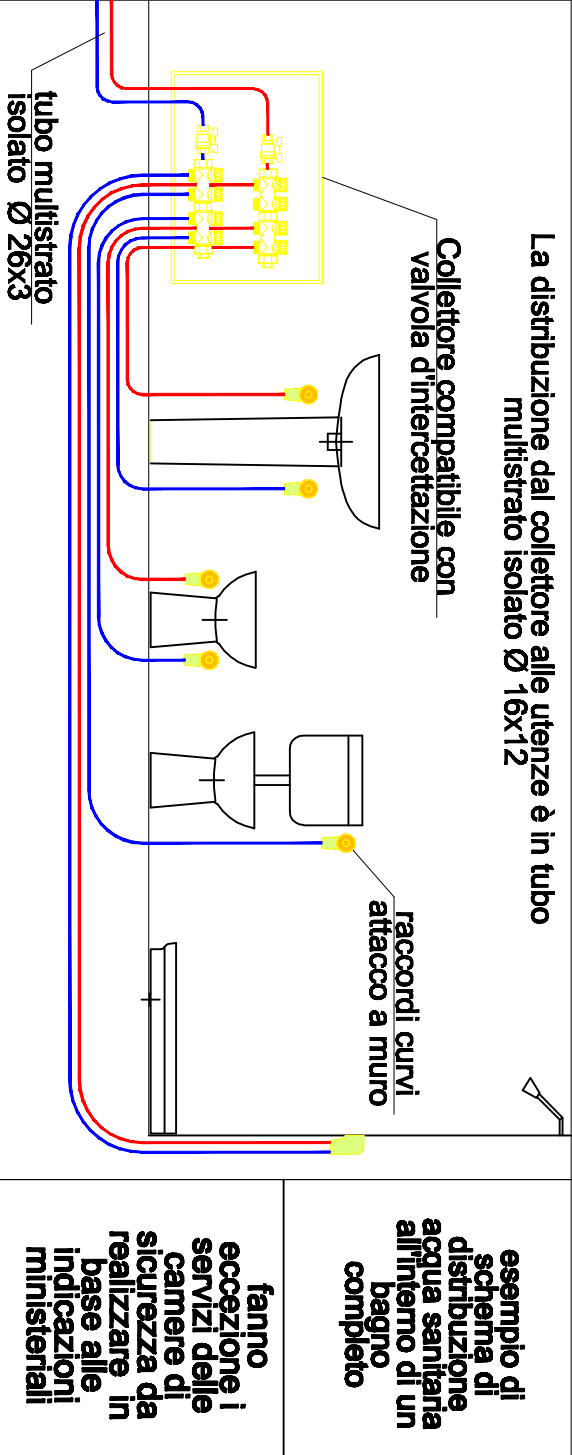 La distribuzione dal collettore alle utenze è in tubo
multistrato isolato Ø 16x12
Collettore compatibile con
valvola d'intercettazione
raccordi curvi
attacco a muro
tubo multistrato
isolato Ø 26x3
esempio di
schema di
distribuzione
acqua sanitaria
all'interno di un
bagno
completo
fanno
eccezione i
servizi delle
camere di
sicurezza da
realizzare in
base alle
indicazioni
ministeriali